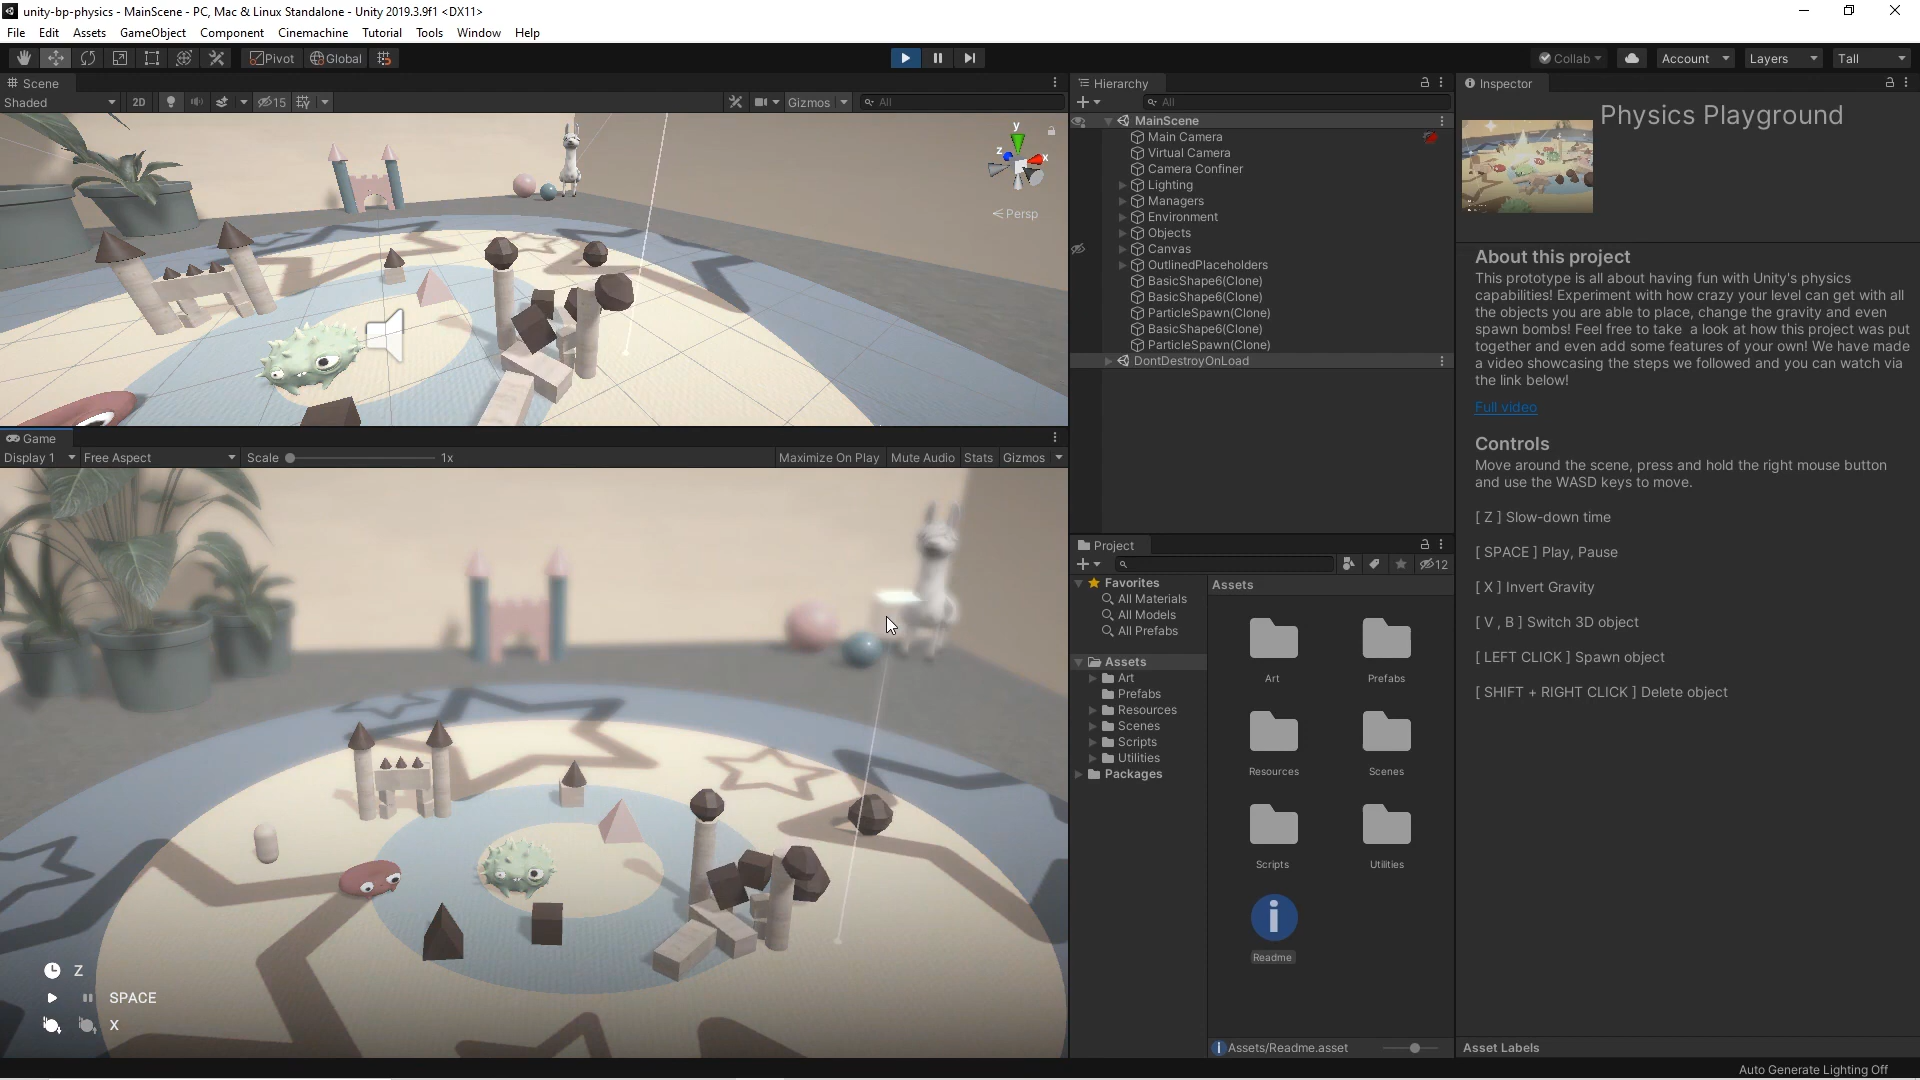 unity-bp-physics - MainScene - PC, Mac & Linux Standalone - Unity 2019.3.9f1 <DX11>
File Edit Assets GameObject Component Cinemachine Tutorial Tools Window Help
Pivot Global Collab Account Layers Tall
Scene
Shaded 2D 15 Gizmos All
y
z x
Persp
Game
Display 1 Free Aspect Scale 1x Maximize On Play Mute Audio Stats Gizmos
Z
SPACE
X
Hierarchy
All
MainScene
Main Camera
Virtual Camera
Camera Confiner
Lighting
Managers
Environment
Objects
Canvas
OutlinedPlaceholders
BasicShape6(Clone)
BasicShape6(Clone)
ParticleSpawn(Clone)
BasicShape6(Clone)
ParticleSpawn(Clone)
DontDestroyOnLoad
Project
12
Favorites
All Materials
All Models
All Prefabs
Assets
Art
Prefabs
Resources
Scenes
Scripts
Utilities
Packages
Assets
Art Prefabs
Resources Scenes
Scripts Utilities
Readme
Assets/Readme.asset
Inspector
Physics Playground
About this project
This prototype is all about having fun with Unity's physics
capabilities! Experiment with how crazy your level can get with all
the objects you are able to place, change the gravity and even
spawn bombs! Feel free to take a look at how this project was put
together and even add some features of your own! We have made
a video showcasing the steps we followed and you can watch via
the link below!
Full video
Controls
Move around the scene, press and hold the right mouse button
and use the WASD keys to move.
[ Z ] Slow-down time
[ SPACE ] Play, Pause
[ X ] Invert Gravity
[ V , B ] Switch 3D object
[ LEFT CLICK ] Spawn object
[ SHIFT + RIGHT CLICK ] Delete object
Asset Labels
Auto Generate Lighting Off